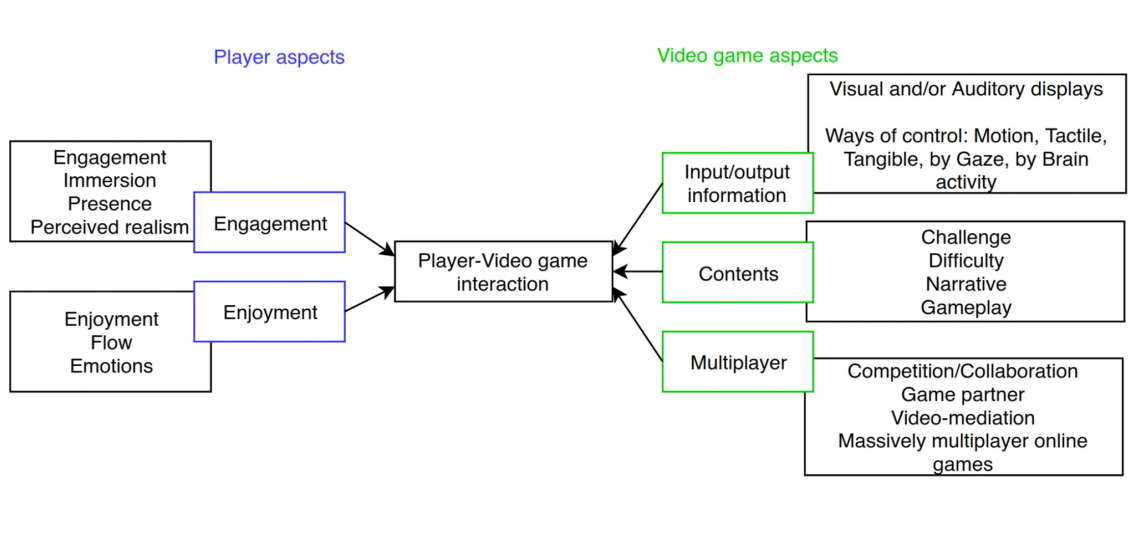 Player aspects
Video game aspects
Visual and/or Auditory displays
Ways of control: Motion, Tactile,
Tangible, by Gaze, by Brain
activity
Engagement
Immersion
Presence
Perceived realism
Engagement
Input/output
information
Player-Video game
interaction
Challenge
Difficulty
Narrative
Gameplay
Contents
Enjoyment
Flow
Emotions
Enjoyment
Multiplayer
Competition/Collaboration
Game partner
Video-mediation
Massively multiplayer online
games